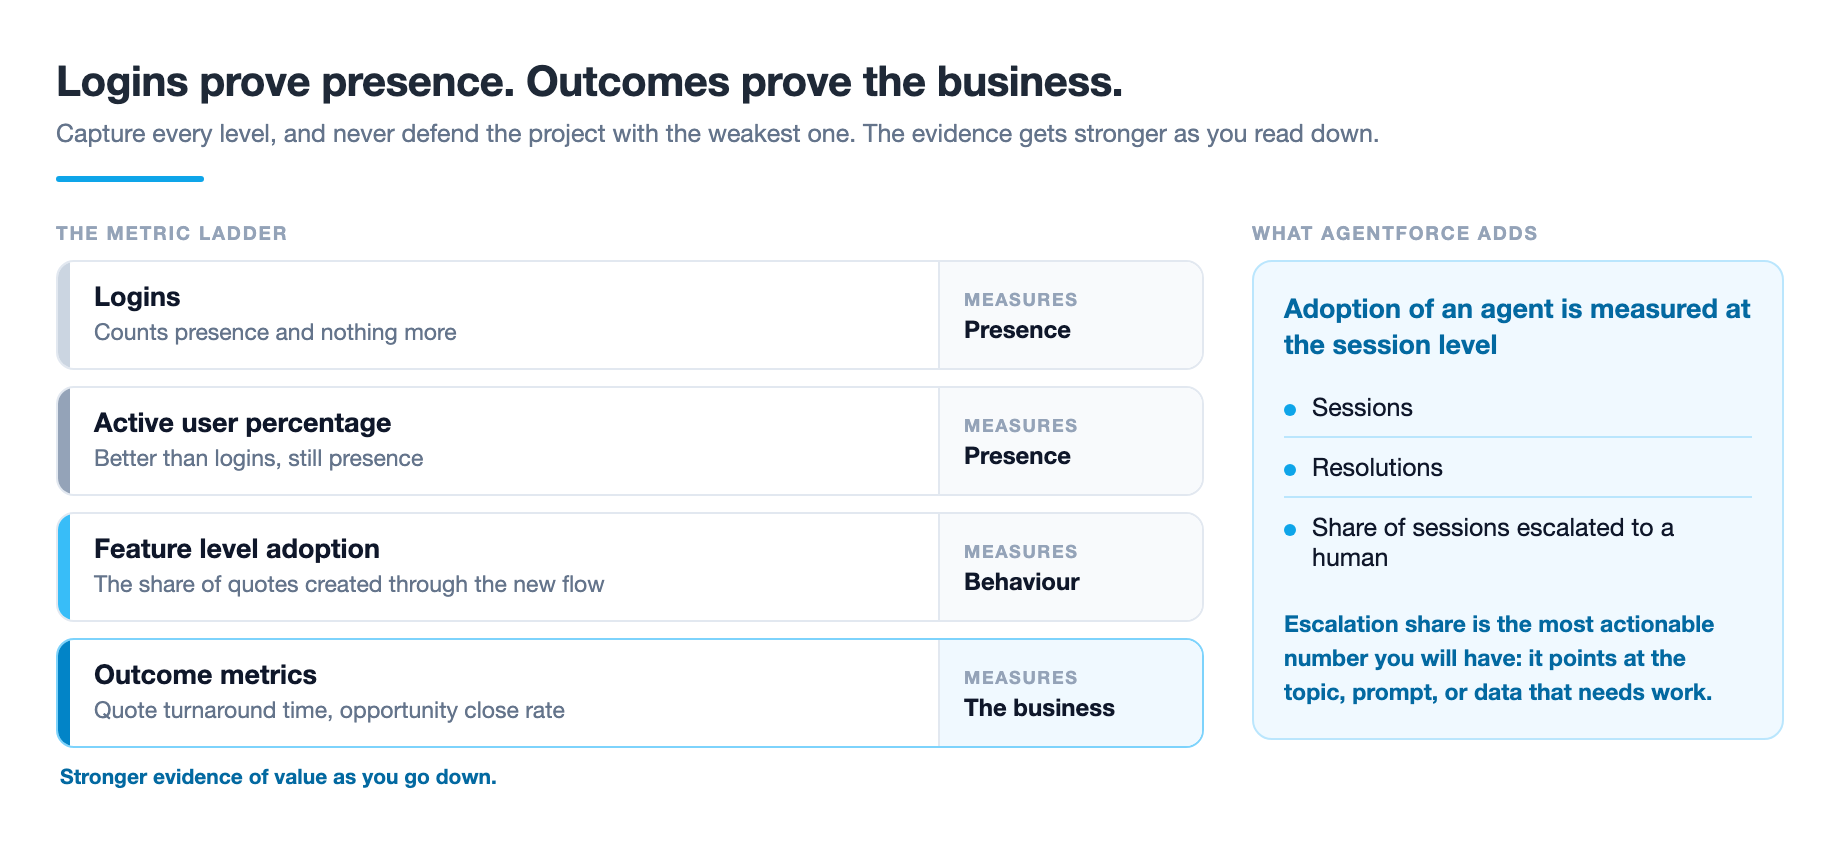 Logins prove presence. Outcomes prove the business.
Capture every level, and never defend the project with the weakest one. The evidence gets stronger as you read down.
THE METRIC LADDER
Logins
Counts presence and nothing more
MEASURES
Presence
Active user percentage
Better than logins, still presence
MEASURES
Presence
Feature level adoption
The share of quotes created through the new flow
MEASURES
Behaviour
Outcome metrics
Quote turnaround time, opportunity close rate
MEASURES
The business
Stronger evidence of value as you go down.
WHAT AGENTFORCE ADDS
Adoption of an agent is measured at
the session level
Sessions
Resolutions
Share of sessions escalated to a
human
Escalation share is the most actionable
number you will have: it points at the
topic, prompt, or data that needs work.